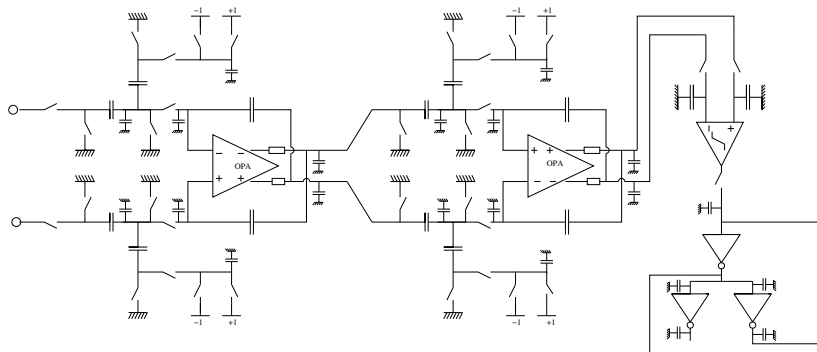 −1 +1 −1 +1
− − + + − +
OPA OPA
+ + − −
−1 +1 −1 +1